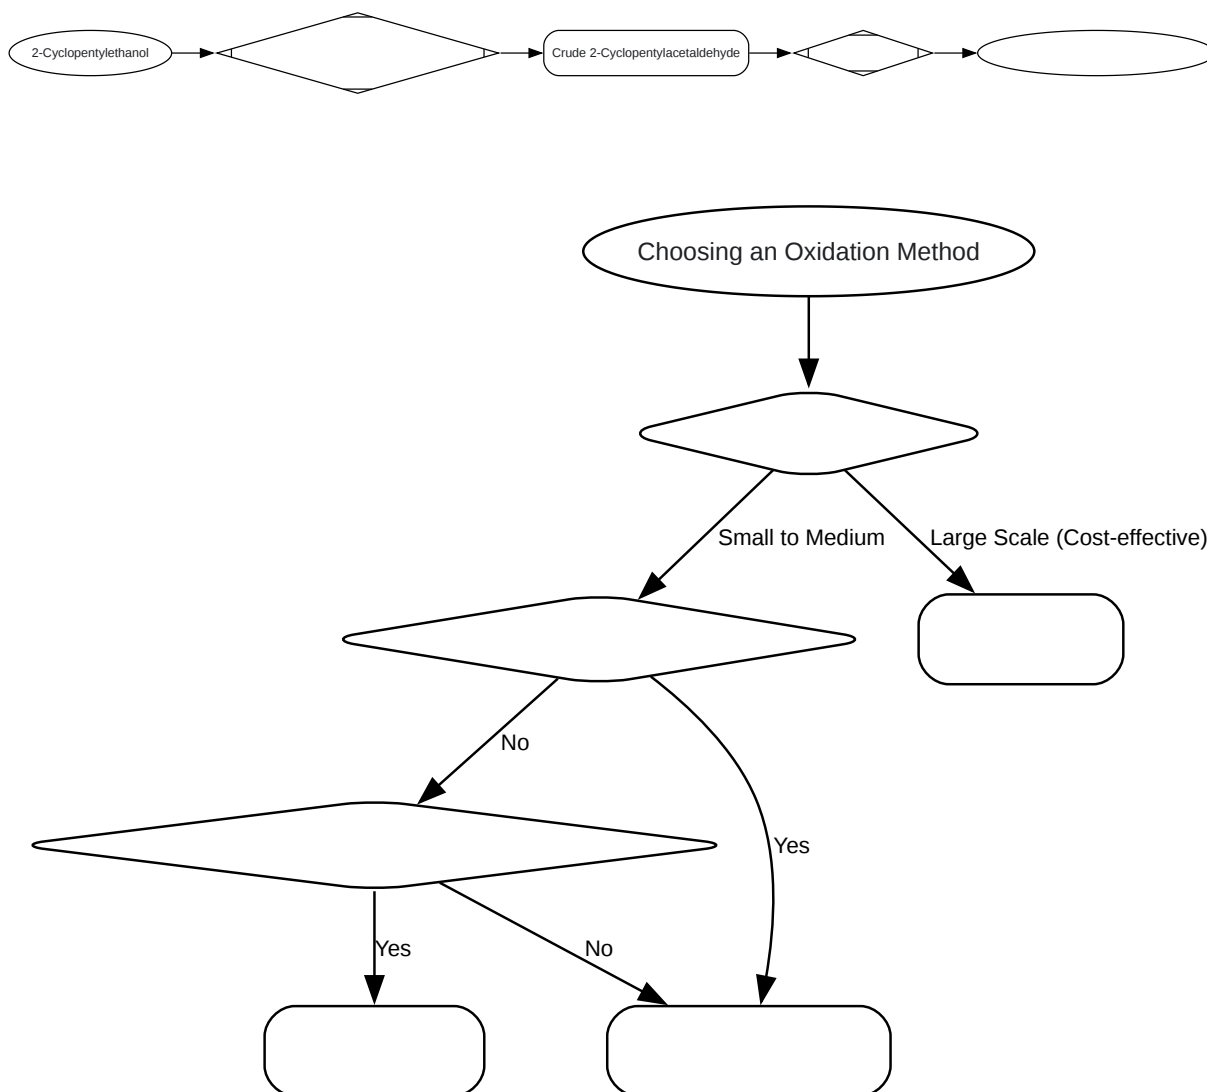 2-Cyclopentylethanol
Crude 2-Cyclopentylacetaldehyde
Choosing an Oxidation Method
Small to Medium
Large Scale (Cost-effective)
No
Yes
Yes
No